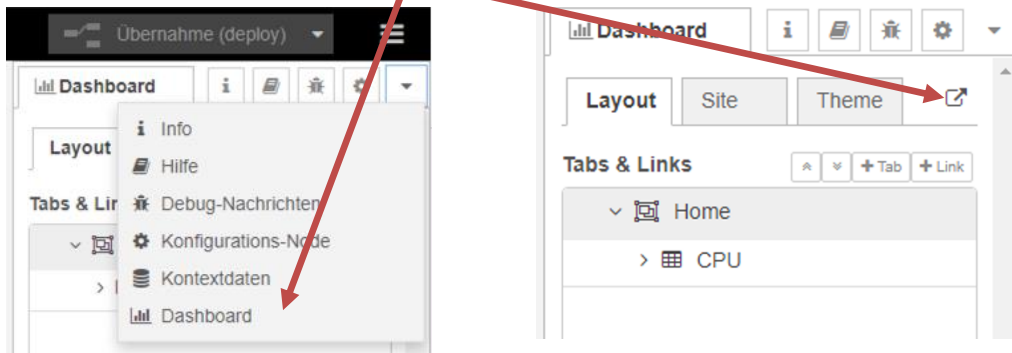 Übernahme (deploy)
Dashboard
i
Layout
Tabs & Lin
i Info
Hilfe
Debug-Nachrichten
Konfigurations-Node
Kontextdaten
Dashboard
Dashboard
i
Layout Site Theme
Tabs & Links
+ Tab + Link
Home
CPU